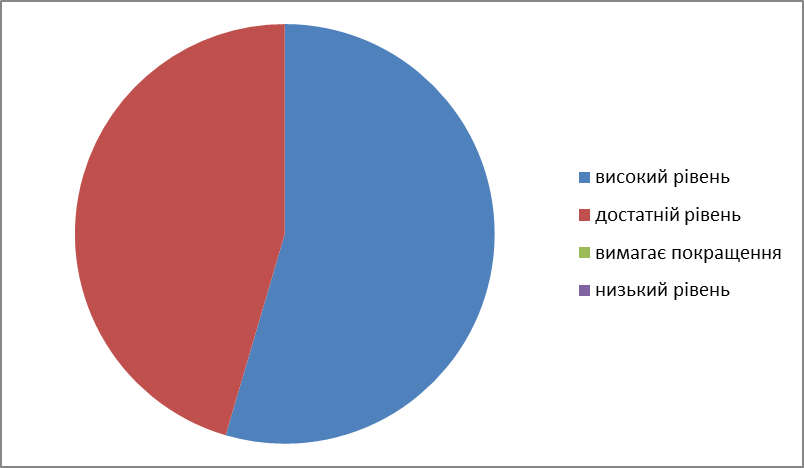 високий рівень
достатній рівень
вимагає покращення
низький рівень